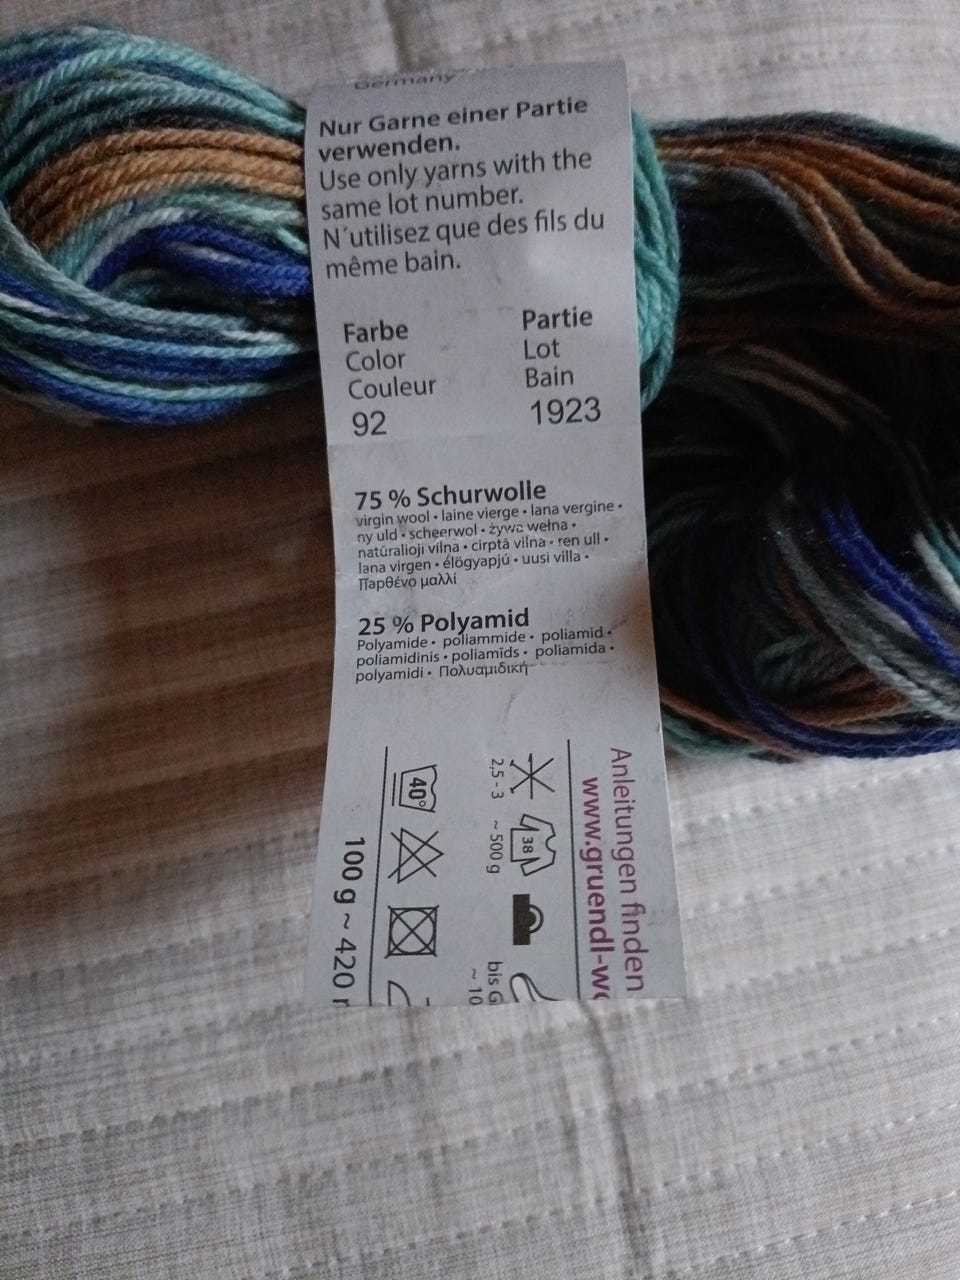 Germany
Nur Garne einer Partie
verwenden.
Use only yarns with the
same lot number.
N´utilisez que des fils du
même bain.
Farbe
Color
Couleur
92
Partie
Lot
Bain
1923
75 % Schurwolle
virgin wool • laine vierge • lana vergine •
ny uld • scheerwol • żywa wełna •
natūralioji vilna • cirptā vilna • ren ull •
lana virgen • élögyapjú • uusi villa •
Παρθένο μαλλί
25 % Polyamid
Polyamide • poliammide • poliamid •
poliamidinis • poliamīds • poliamida •
polyamidi • Πολυαμιδική
Anleitungen finden
www.gruendl-wo
38
2,5 - 3
~ 500 g
bis G
~ 10
40°
100 g ~ 420